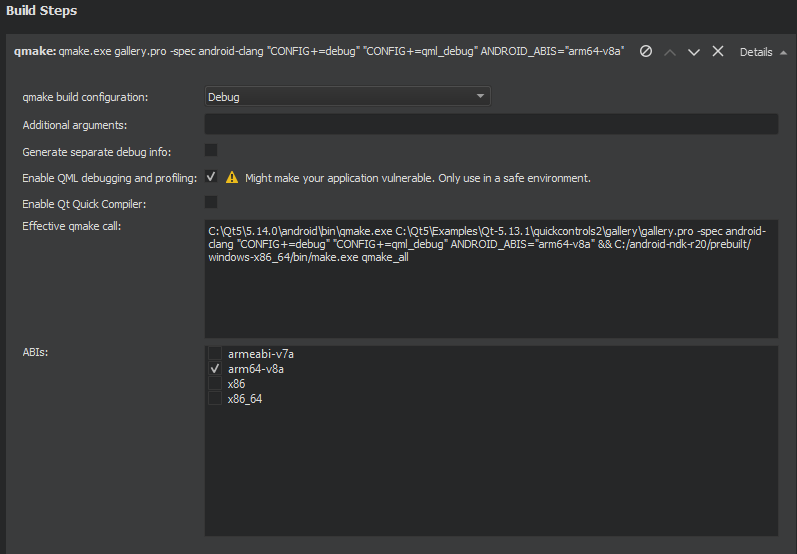 Build Steps
qmake: qmake.exe gallery.pro -spec android-clang "CONFIG+=debug" "CONFIG+=qml_debug" ANDROID_ABIS="arm64-v8a"
Details
qmake build configuration:
Debug
Additional arguments:
Generate separate debug info:
Enable QML debugging and profiling:
Might make your application vulnerable. Only use in a safe environment.
Enable Qt Quick Compiler:
Effective qmake call:
C:\Qt5\5.14.0\android\bin\qmake.exe C:\Qt5\Examples\Qt-5.13.1\quickcontrols2\gallery\gallery.pro -spec android-
clang "CONFIG+=debug" "CONFIG+=qml_debug" ANDROID_ABIS="arm64-v8a" && C:/android-ndk-r20/prebuilt/
windows-x86_64/bin/make.exe qmake_all
ABIs:
armeabi-v7a
arm64-v8a
x86
x86_64